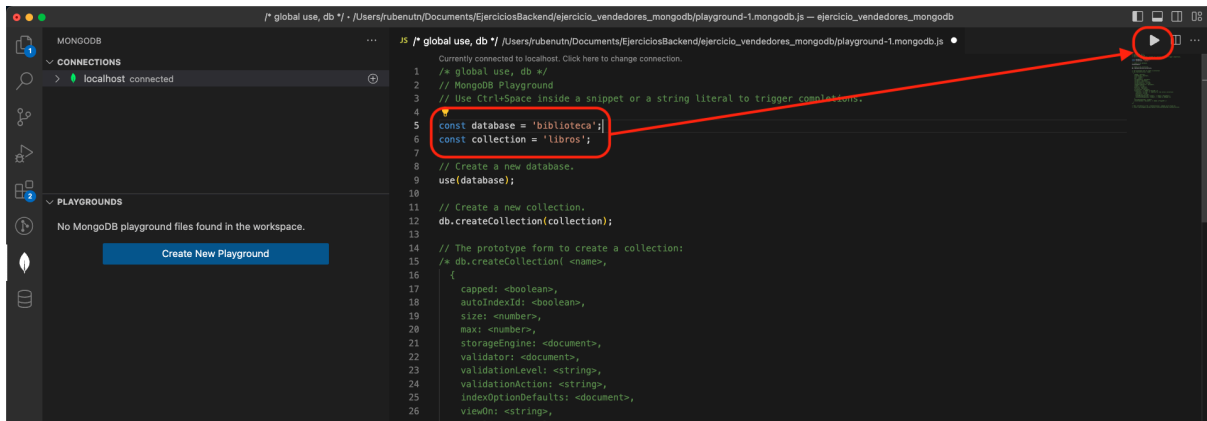 /* global use, db */ • /Users/rubenutn/Documents/EjerciciosBackend/ejercicio_vendedores_mongodb/playground-1.mongodb.js — ejercicio_vendedores_mongodb
MONGODB
JS /* global use, db */ /Users/rubenutn/Documents/EjerciciosBackend/ejercicio_vendedores_mongodb/playground-1.mongodb.js
CONNECTIONS
localhost connected
1
2
PLAYGROUNDS
No MongoDB playground files found in the workspace.
Create New Playground
Currently connected to localhost. Click here to change connection.
1 /* global use, db */
2 // MongoDB Playground
3 // Use Ctrl+Space inside a snippet or a string literal to trigger completions.
4
5 const database = 'biblioteca';
6 const collection = 'libros';
7
8 // Create a new database.
9 use(database);
10
11 // Create a new collection.
12 db.createCollection(collection);
13
14 // The prototype form to create a collection:
15 /* db.createCollection( <name>,
16 {
17 capped: <boolean>,
18 autoIndexId: <boolean>,
19 size: <number>,
20 max: <number>,
21 storageEngine: <document>,
22 validator: <document>,
23 validationLevel: <string>,
24 validationAction: <string>,
25 indexOptionDefaults: <document>,
26 viewOn: <string>,